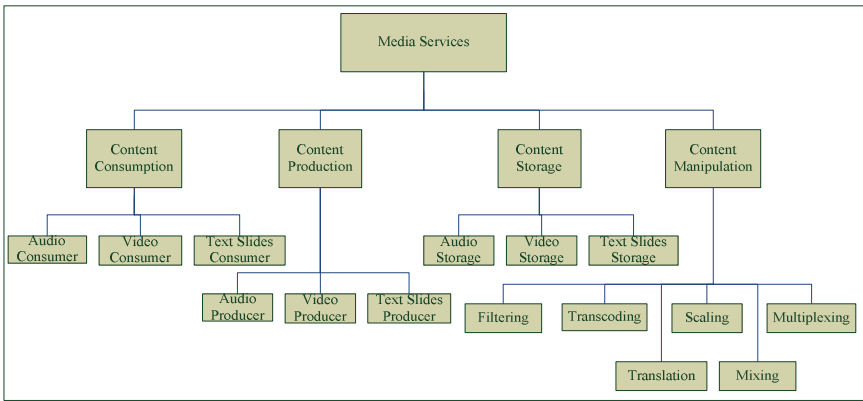 Media Services
Content
Consumption
Content
Production
Content
Storage
Content
Manipulation
Audio
Consumer
Video
Consumer
Text Slides
Consumer
Audio
Storage
Video
Storage
Text Slides
Storage
Audio
Producer
Video
Producer
Text Slides
Producer
Filtering
Transcoding
Scaling
Multiplexing
Translation
Mixing